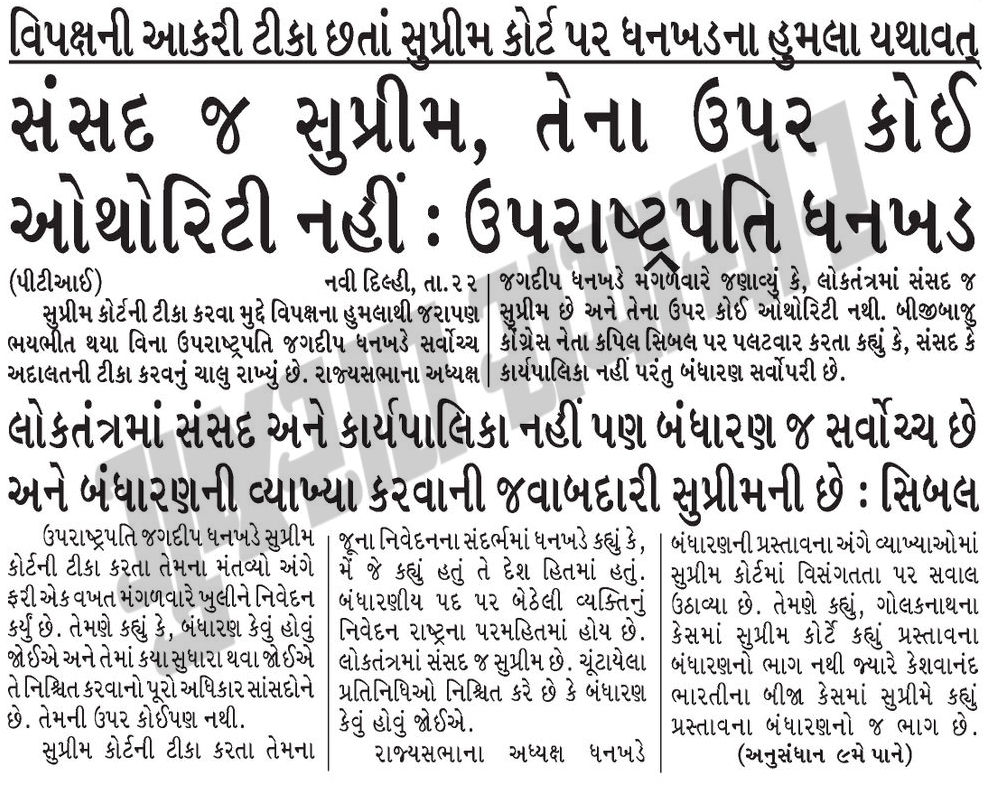 વિપક્ષની આકરી ટીકા છતાં સુપ્રીમ કોર્ટ પર ધનખડના હુમલા યથાવત્
સંસદ જ સુપ્રીમ, તેના ઉપર કોઈ
ઓથોરિટી નહીં : ઉપરાષ્ટ્રપતિ ધનખડ
(પીટીઆઈ) નવી દિલ્હી, તા.૨૨
સુપ્રીમ કોર્ટની ટીકા કરવા મુદ્દે વિપક્ષના હુમલાથી જરાપણ
ભયભીત થયા વિના ઉપરાષ્ટ્રપતિ જગદીપ ધનખડે સર્વોચ્ચ
અદાલતની ટીકા કરવનું ચાલુ રાખ્યું છે. રાજ્યસભાના અધ્યક્ષ
જગદીપ ધનખડે મંગળવારે જણાવ્યું કે, લોકતંત્રમાં સંસદ જ
સુપ્રીમ છે અને તેના ઉપર કોઈ ઓથોરિટી નથી. બીજીબાજુ
કોંગ્રેસ નેતા કપિલ સિબલ પર પલટવાર કરતા કહ્યું કે, સંસદ કે
કાર્યપાલિકા નહીં પરંતુ બંધારણ સર્વોપરી છે.
લોકતંત્રમાં સંસદ અને કાર્યપાલિકા નહીં પણ બંધારણ જ સર્વોચ્ચ છે
અને બંધારણની વ્યાખ્યા કરવાની જવાબદારી સુપ્રીમની છે : સિબલ
ઉપરાષ્ટ્રપતિ જગદીપ ધનખડે સુપ્રીમ
કોર્ટની ટીકા કરતા તેમના મંતવ્યો અંગે
ફરી એક વખત મંગળવારે ખુલીને નિવેદન
કર્યું છે. તેમણે કહ્યું કે, બંધારણ કેવું હોવું
જોઈએ અને તેમાં કયા સુધારા થવા જોઈએ
તે નિશ્ચિત કરવાનો પૂરો અધિકાર સાંસદોને
છે. તેમની ઉપર કોઈપણ નથી.
સુપ્રીમ કોર્ટની ટીકા કરતા તેમના
જૂના નિવેદનના સંદર્ભમાં ધનખડે કહ્યું કે,
મેં જે કહ્યું હતું તે દેશ હિતમાં હતું.
બંધારણીય પદ પર બેઠેલી વ્યક્તિનું
નિવેદન રાષ્ટ્રના પરમહિતમાં હોય છે.
લોકતંત્રમાં સંસદ જ સુપ્રીમ છે. ચૂંટાયેલા
પ્રતિનિધિઓ નિશ્ચિત કરે છે કે બંધારણ
કેવું હોવું જોઈએ.
રાજ્યસભાના અધ્યક્ષ ધનખડે
બંધારણની પ્રસ્તાવના અંગે વ્યાખ્યાઓમાં
સુપ્રીમ કોર્ટમાં વિસંગતતા પર સવાલ
ઉઠાવ્યા છે. તેમણે કહ્યું, ગોલકનાથના
કેસમાં સુપ્રીમ કોર્ટે કહ્યું પ્રસ્તાવના
બંધારણનો ભાગ નથી જ્યારે કેશવાનંદ
ભારતીના બીજા કેસમાં સુપ્રીમે કહ્યું
પ્રસ્તાવના બંધારણનો જ ભાગ છે.
(અનુસંધાન ૯મે પાને)
ગુજરાત સમાચાર